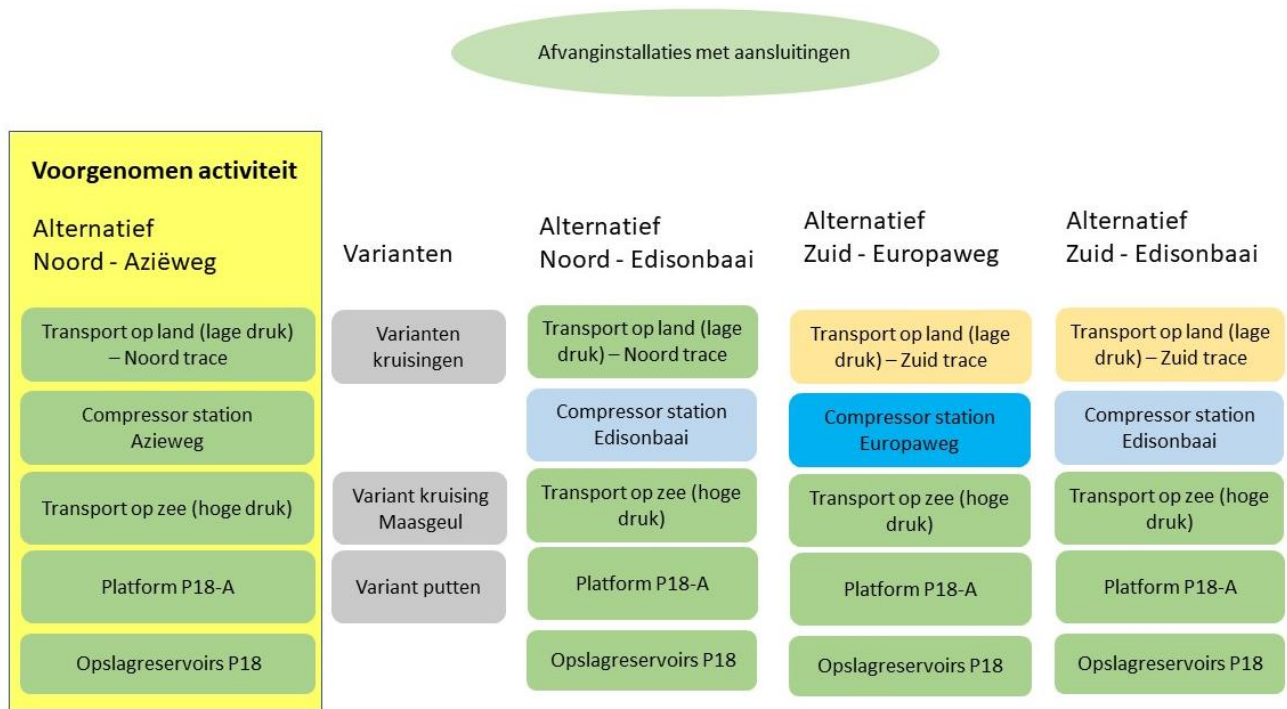 Afvanginstallaties met aansluitingen
Voorgenomen activiteit
Alternatief
Noord - Aziëweg
Transport op land (lage druk)
– Noord trace
Compressor station
Azieweg
Transport op zee (hoge druk)
Platform P18-A
Opslagreservoirs P18
Varianten
Varianten
kruisingen
Variant kruising
Maasgeul
Variant putten
Alternatief
Noord - Edisonbaai
Transport op land (lage
druk) – Noord trace
Compressor station
Edisonbaai
Transport op zee (hoge
druk)
Platform P18-A
Opslagreservoirs P18
Alternatief
Zuid - Europaweg
Transport op land (lage
druk) – Zuid trace
Compressor station
Europaweg
Transport op zee (hoge
druk)
Platform P18-A
Opslagreservoirs P18
Alternatief
Zuid - Edisonbaai
Transport op land (lage
druk) – Zuid trace
Compressor station
Edisonbaai
Transport op zee (hoge
druk)
Platform P18-A
Opslagreservoirs P18